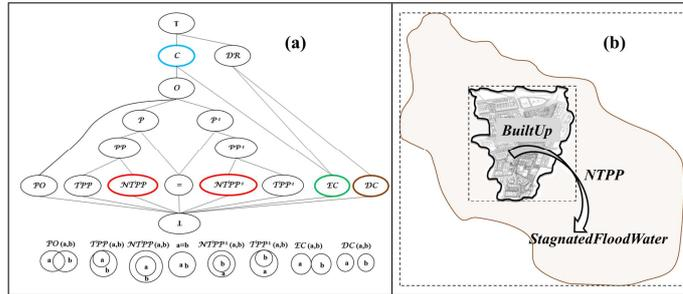 (a)
T
C
DR
O
P
P⁻¹
PP
PP⁻¹
PO
TPP
NTPP
=
NTPP⁻¹
TPP⁻¹
EC
DC
⊥
PO (a,b)
TPP (a,b)
NTPP (a,b)
a=b
NTPP⁻¹ (a,b)
TPP⁻¹ (a,b)
EC (a,b)
DC (a,b)
a b
a b
a b
a b
b a
b a
a b
a b
(b)
BuiltUp
NTPP
StagnatedFloodWater